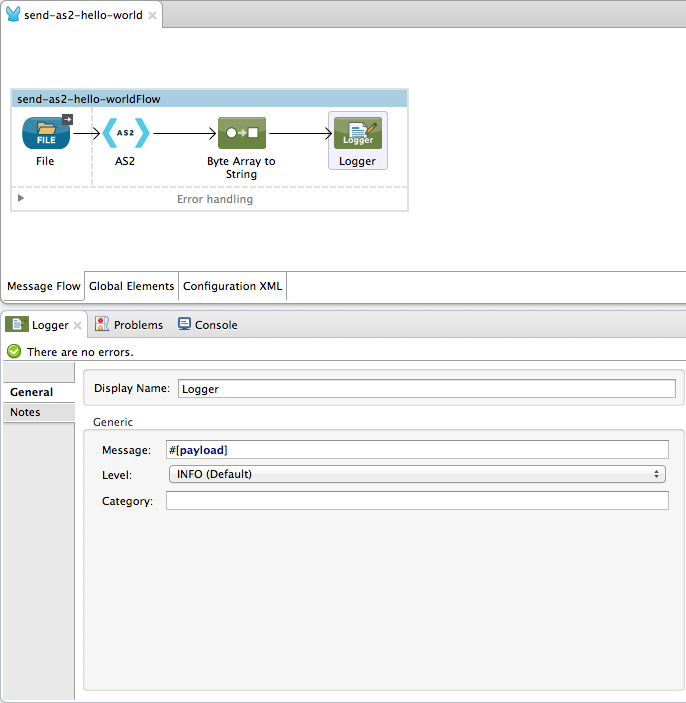 send-as2-hello-world
send-as2-hello-worldFlow
FILE
AS2
Logger
File
AS2
Byte Array to
String
Logger
Error handling
Message Flow
Global Elements
Configuration XML
Logger
Problems
Console
There are no errors.
General
Notes
Display Name:
Logger
Generic
Message:
#[payload]
Level:
INFO (Default)
Category: